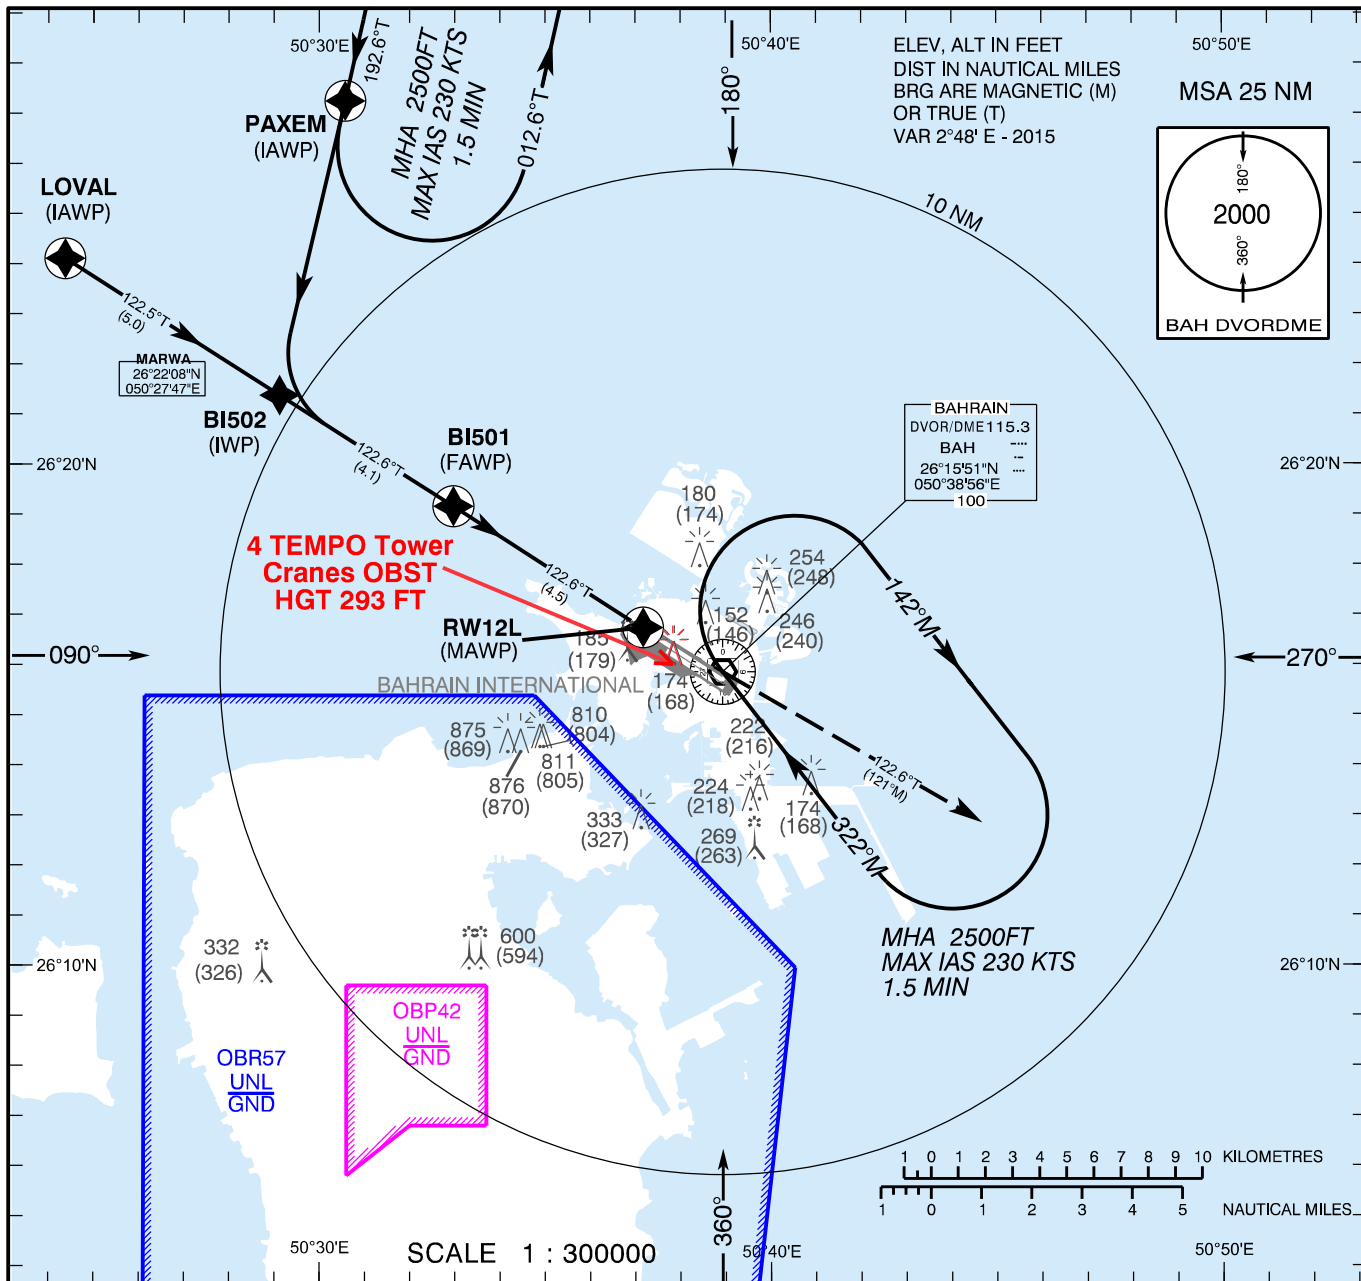 50°30'E
50°40'E
50°50'E
192.6°T
MHA 2500FT
MAX IAS 230 KTS
1.5 MIN
012.6°T
180°
ELEV, ALT IN FEET
DIST IN NAUTICAL MILES
BRG ARE MAGNETIC (M)
OR TRUE (T)
VAR 2°48' E - 2015
MSA 25 NM
180°
2000
360°
BAH DVORDME
PAXEM
(IAWP)
LOVAL
(IAWP)
10 NM
122.5°T
(5.0)
MARWA
26°22'08"N
050°27'47"E
BI502
(IWP)
BI501
(FAWP)
122.6°T
(4.1)
BAHRAIN
DVOR/DME 115.3
BAH
26°15'51"N
050°38'56"E
100
26°20'N
26°20'N
180
(174)
4 TEMPO Tower
Cranes OBST
HGT 293 FT
122.6°T
(4.5)
254
(248)
152
(146)
246
(240)
142°M
RW12L
(MAWP)
185
(179)
090°
270°
BAHRAIN INTERNATIONAL
174
(168)
875
(869)
810
(804)
811
(805)
876
(870)
222
(216)
122.6°T
(121°M)
224
(218)
174
(168)
333
(327)
269
(263)
322°M
332
(326)
600
(594)
MHA 2500FT
MAX IAS 230 KTS
1.5 MIN
26°10'N
26°10'N
OBP42
UNL
GND
OBR57
UNL
GND
1 0 1 2 3 4 5 6 7 8 9 10 KILOMETRES
1 0 1 2 3 4 5 NAUTICAL MILES
360°
50°30'E
SCALE 1 : 300000
50°40'E
50°50'E